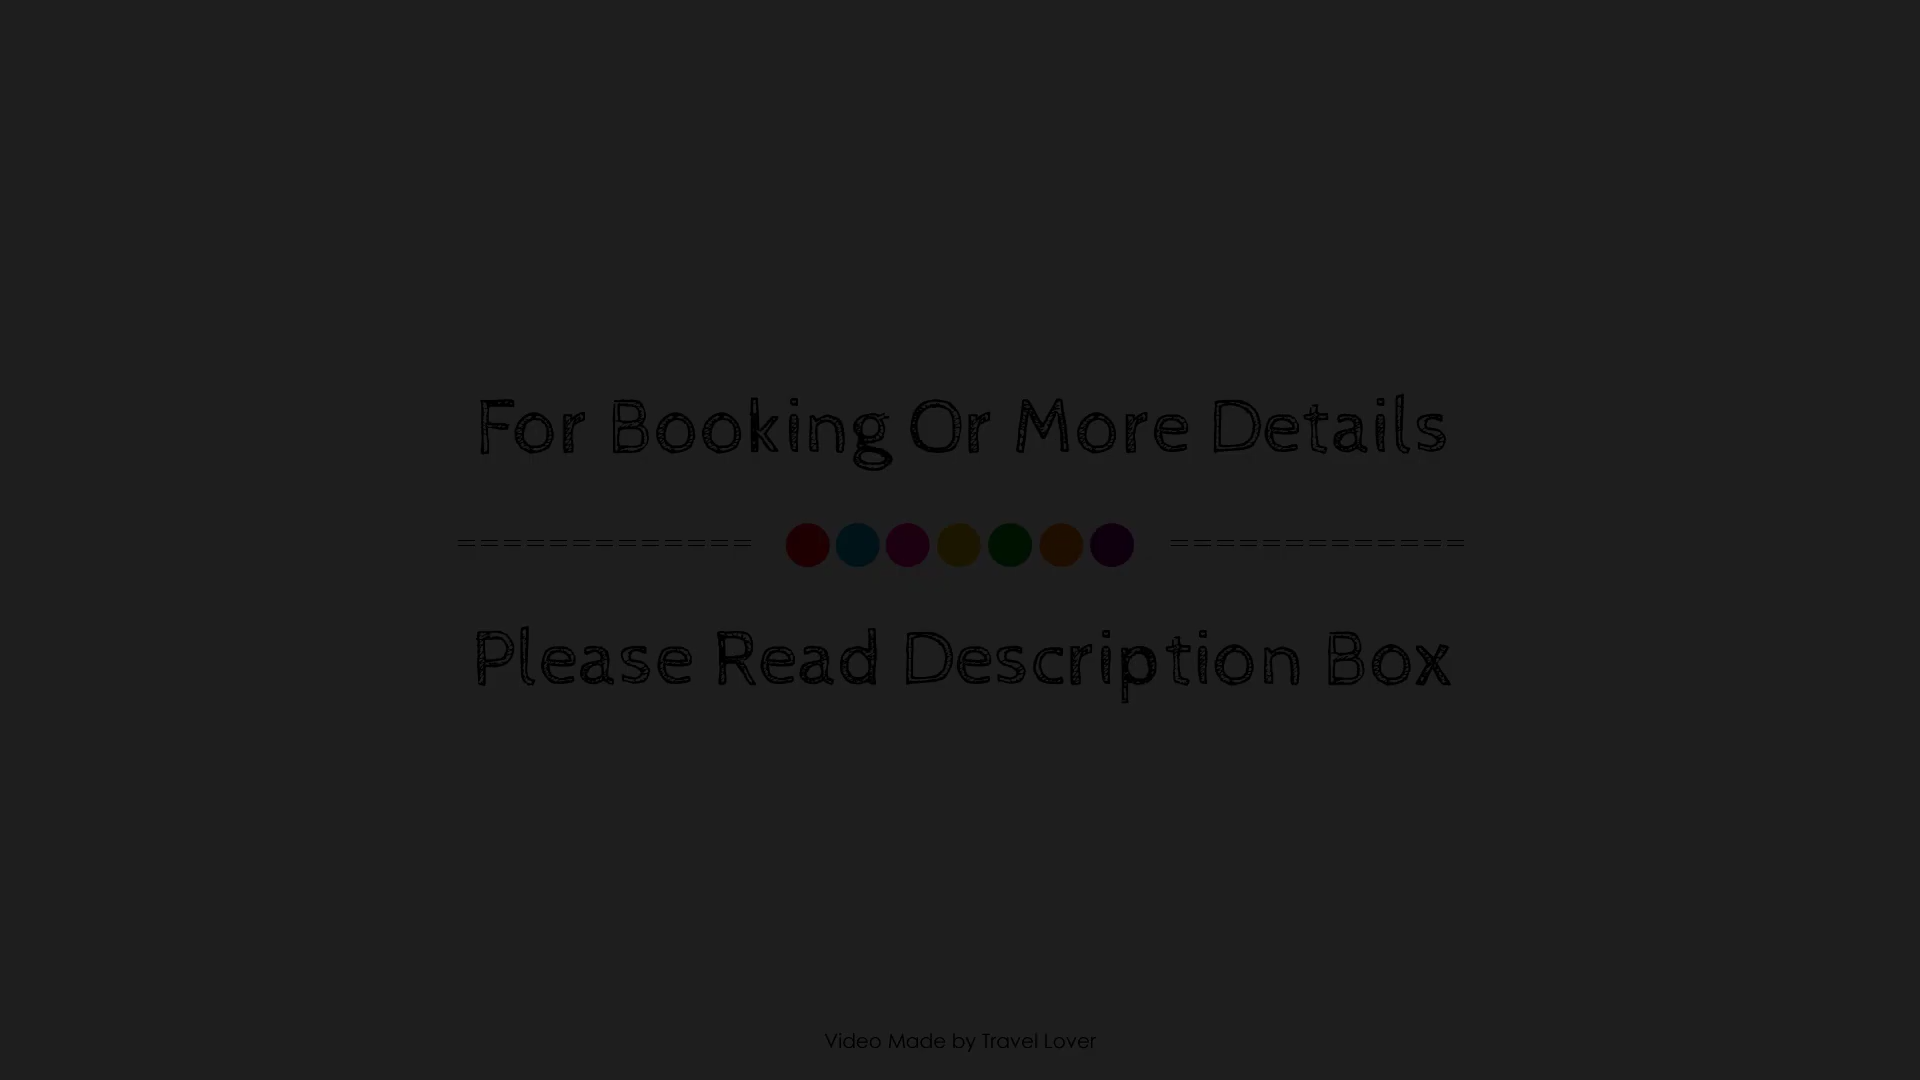 For Booking Or More Details
============= =============
Please Read Description Box
Video Made by Travel Lover